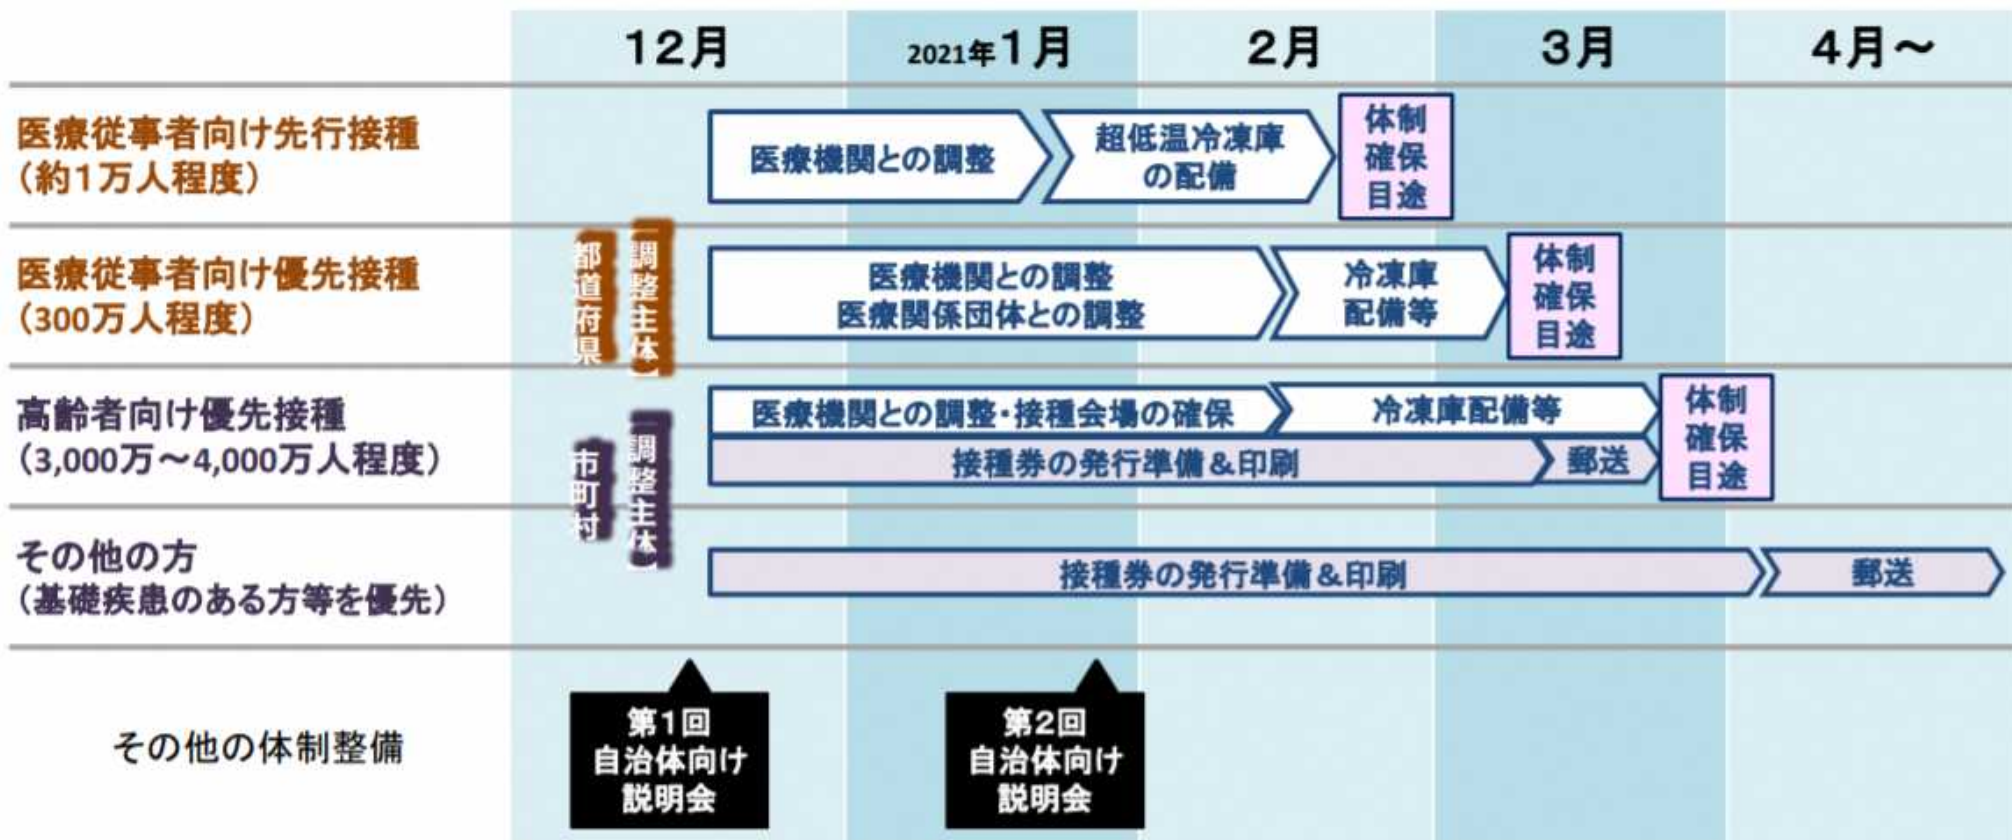 12月
2021年1月
2月
3月
4月～
医療従事者向け先行接種
（約1万人程度）
医療機関との調整
超低温冷凍庫
の配備
体制
確保
目途
医療従事者向け優先接種
（300万人程度）
調整主体】
都道府県
医療機関との調整
医療関係団体との調整
冷凍庫
配備等
体制
確保
目途
高齢者向け優先接種
（3,000万～4,000万人程度）
調整主体】
市町村
医療機関との調整・接種会場の確保
冷凍庫配備等
接種券の発行準備＆印刷
郵送
体制
確保
目途
その他の方
（基礎疾患のある方等を優先）
接種券の発行準備＆印刷
郵送
その他の体制整備
第1回
自治体向け
説明会
第2回
自治体向け
説明会